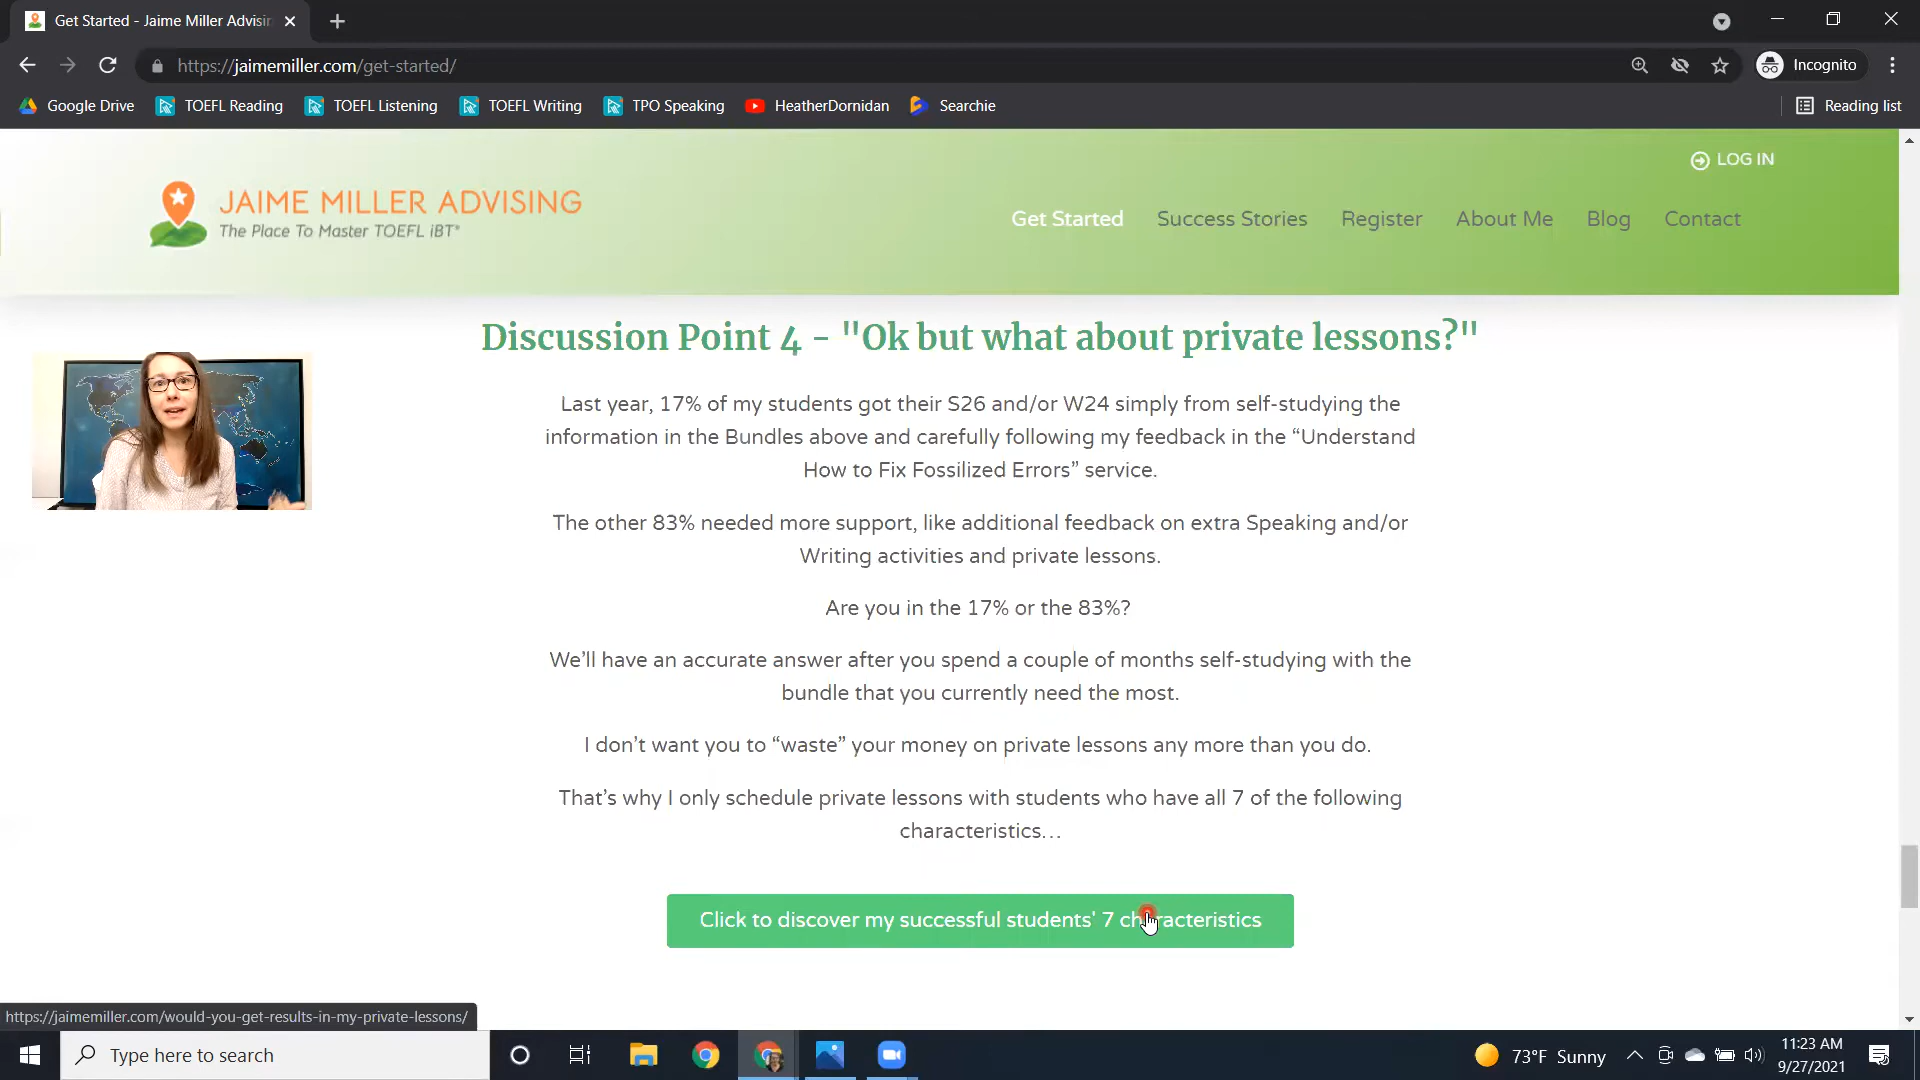 Get Started - Jaime Miller Advisin
https://jaimemiller.com/get-started/
Incognito
Google Drive
TOEFL Reading
TOEFL Listening
TOEFL Writing
TPO Speaking
HeatherDornidan
Searchie
Reading list
LOG IN
JAIME MILLER ADVISING
The Place To Master TOEFL iBT®
Get Started
Success Stories
Register
About Me
Blog
Contact
Discussion Point 4 - "Ok but what about private lessons?"
Last year, 17% of my students got their S26 and/or W24 simply from self-studying the
information in the Bundles above and carefully following my feedback in the “Understand
How to Fix Fossilized Errors” service.
The other 83% needed more support, like additional feedback on extra Speaking and/or
Writing activities and private lessons.
Are you in the 17% or the 83%?
We’ll have an accurate answer after you spend a couple of months self-studying with the
bundle that you currently need the most.
I don’t want you to “waste” your money on private lessons any more than you do.
That’s why I only schedule private lessons with students who have all 7 of the following
characteristics…
Click to discover my successful students' 7 characteristics
https://jaimemiller.com/would-you-get-results-in-my-private-lessons/
Type here to search
73°F Sunny
11:23 AM
9/27/2021